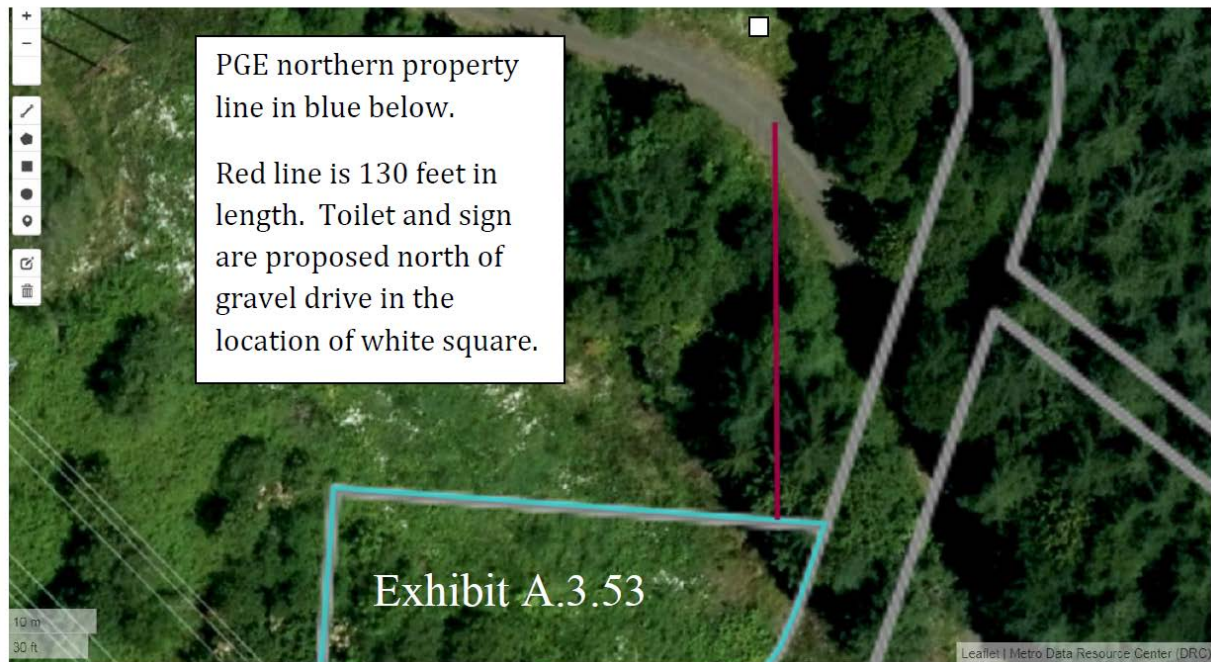 +
−
PGE northern property
line in blue below.
Red line is 130 feet in
length.  Toilet and sign
are proposed north of
gravel drive in the
location of white square.
Exhibit A.3.53
10 m
30 ft
Leaflet | Metro Data Resource Center (DRC)